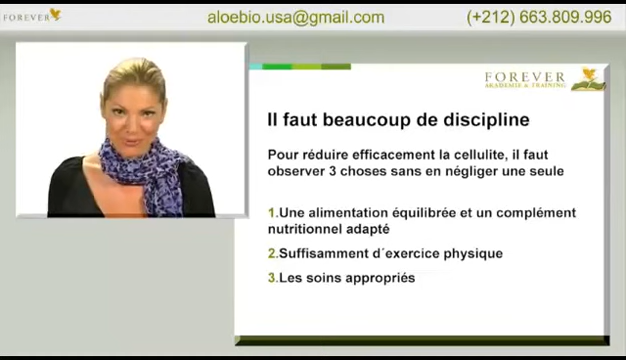 FOREVER
aloebio.usa@gmail.com
(+212) 663.809.996
FOREVER
AKADEMIE & TRAINING
Il faut beaucoup de discipline
Pour réduire efficacement la cellulite, il faut
observer 3 choses sans en négliger une seule
1.Une alimentation équilibrée et un complément
nutritionnel adapté
2.Suffisamment d´exercice physique
3.Les soins appropriés